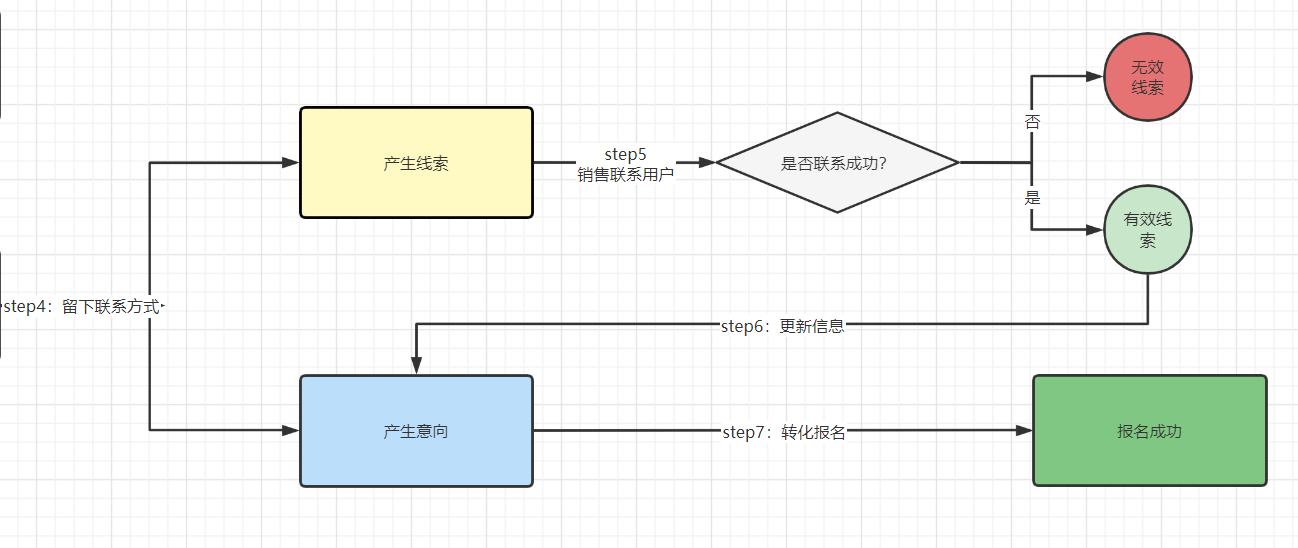 无效
线索
否
产生线索
step5
销售联系用户
是否联系成功?
是
有效线
索
step4：留下联系方式
step6：更新信息
产生意向
step7：转化报名
报名成功